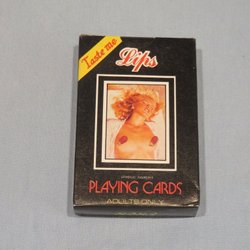 Taste me
Lips
PLAYING CARDS
ADULTS ONLY